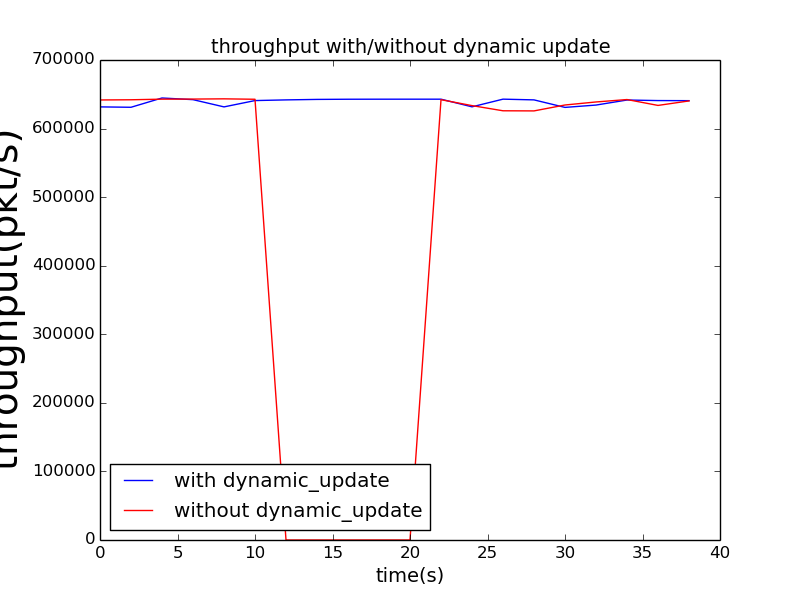 throughput with/without dynamic update
throughput(pkt/s)
700000
600000
500000
400000
300000
200000
100000
0
with dynamic_update
without dynamic_update
0 5 10 15 20 25 30 35 40
time(s)